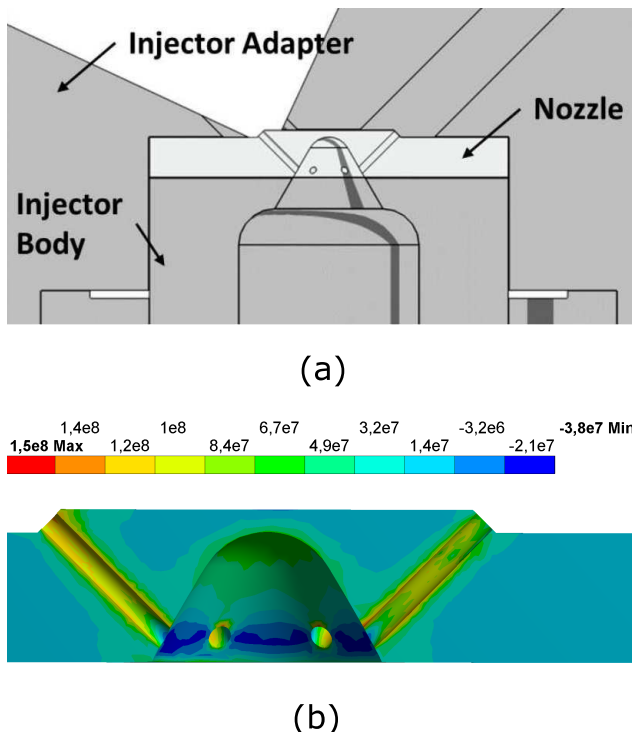 Injector Adapter
Nozzle
Injector
Body
(a)
1,4e8 1e8 6,7e7 3,2e7 -3,2e6 -3,8e7 Min
1,5e8 Max 1,2e8 8,4e7 4,9e7 1,4e7 -2,1e7
(b)